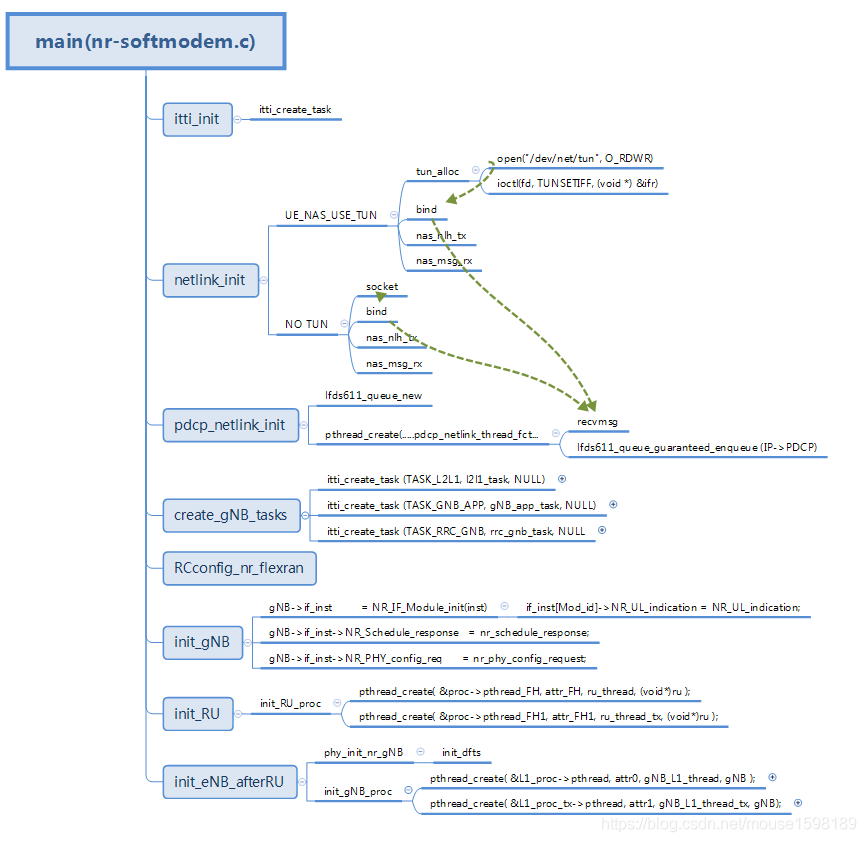 main(nr-softmodem.c)
itti_init
itti_create_task
netlink_init
UE_NAS_USE_TUN
tun_alloc
open("/dev/net/tun", O_RDWR)
ioctl(fd, TUNSETIFF, (void *) &ifr)
bind
nas_nlh_tx
nas_msg_rx
NO TUN
socket
bind
nas_nlh_tx
nas_msg_rx
pdcp_netlink_init
lfds611_queue_new
pthread_create(.....pdcp_netlink_thread_fct...
recvmsg
lfds611_queue_guaranteed_enqueue (IP->PDCP)
create_gNB_tasks
itti_create_task (TASK_L2L1, l2l1_task, NULL)
itti_create_task (TASK_GNB_APP, gNB_app_task, NULL)
itti_create_task (TASK_RRC_GNB, rrc_gnb_task, NULL
RCconfig_nr_flexran
init_gNB
gNB->if_inst = NR_IF_Module_init(inst)
if_inst[Mod_id]->NR_UL_indication = NR_UL_indication;
gNB->if_inst->NR_Schedule_response = nr_schedule_response;
gNB->if_inst->NR_PHY_config_req = nr_phy_config_request;
init_RU
init_RU_proc
pthread_create( &proc->pthread_FH, attr_FH, ru_thread, (void*)ru );
pthread_create( &proc->pthread_FH1, attr_FH1, ru_thread_tx, (void*)ru );
init_eNB_afterRU
phy_init_nr_gNB
init_dfts
init_gNB_proc
pthread_create( &L1_proc->pthread, attr0, gNB_L1_thread, gNB );
pthread_create( &L1_proc_tx->pthread, attr1, gNB_L1_thread_tx, gNB);
https://blog.csdn.net/mouse1598189